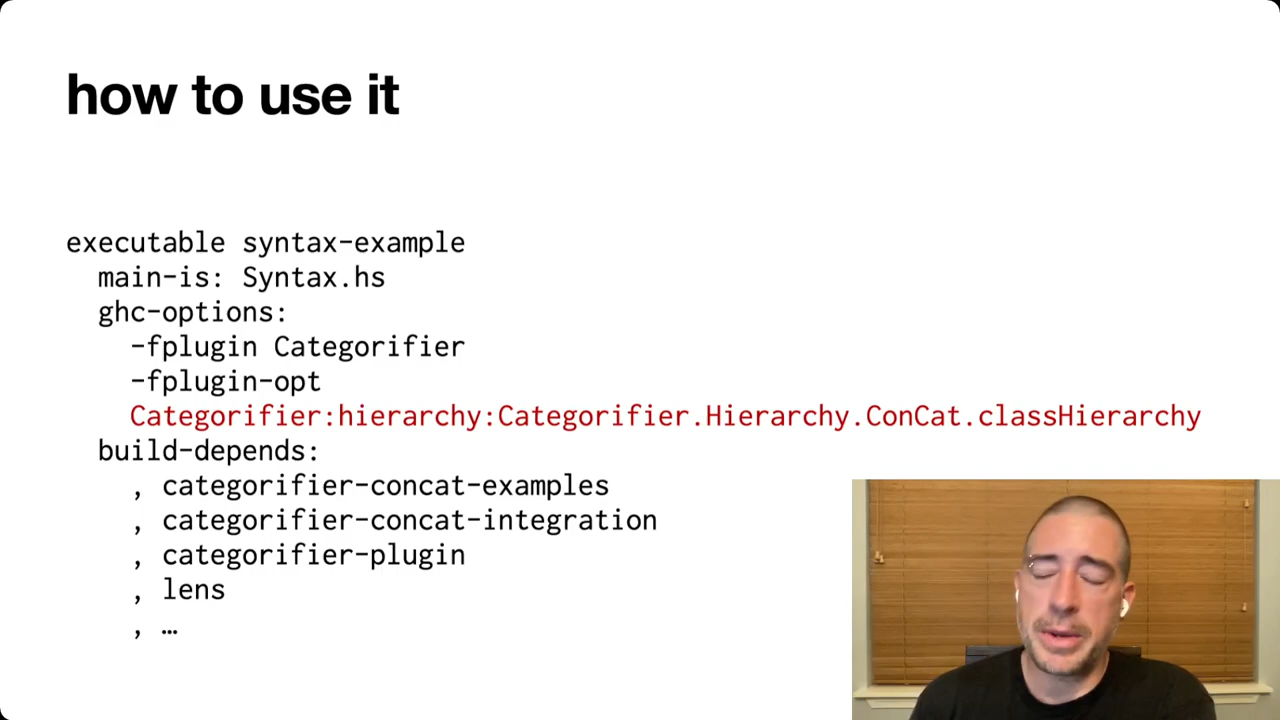 how to use it
executable syntax-example
main-is: Syntax.hs
ghc-options:
-fplugin Categorifier
-fplugin-opt
Categorifier:hierarchy:Categorifier.Hierarchy.ConCat.classHierarchy
build-depends:
, categorifier-concat-examples
, categorifier-concat-integration
, categorifier-plugin
, lens
, …